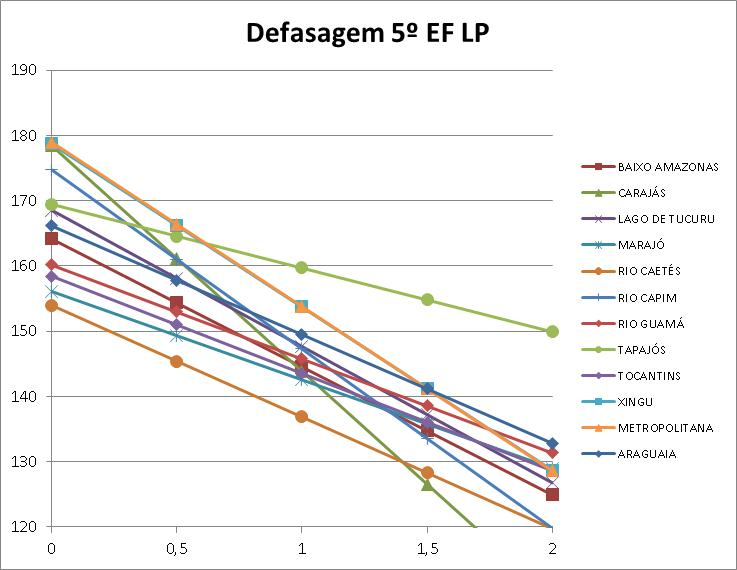 Defasagem 5º EF LP
190
180
170
160
150
140
130
120
0 0,5 1 1,5 2
BAIXO AMAZONAS
CARAJÁS
LAGO DE TUCURU
MARAJÓ
RIO CAETÉS
RIO CAPIM
RIO GUAMÁ
TAPAJÓS
TOCANTINS
XINGU
METROPOLITANA
ARAGUAIA